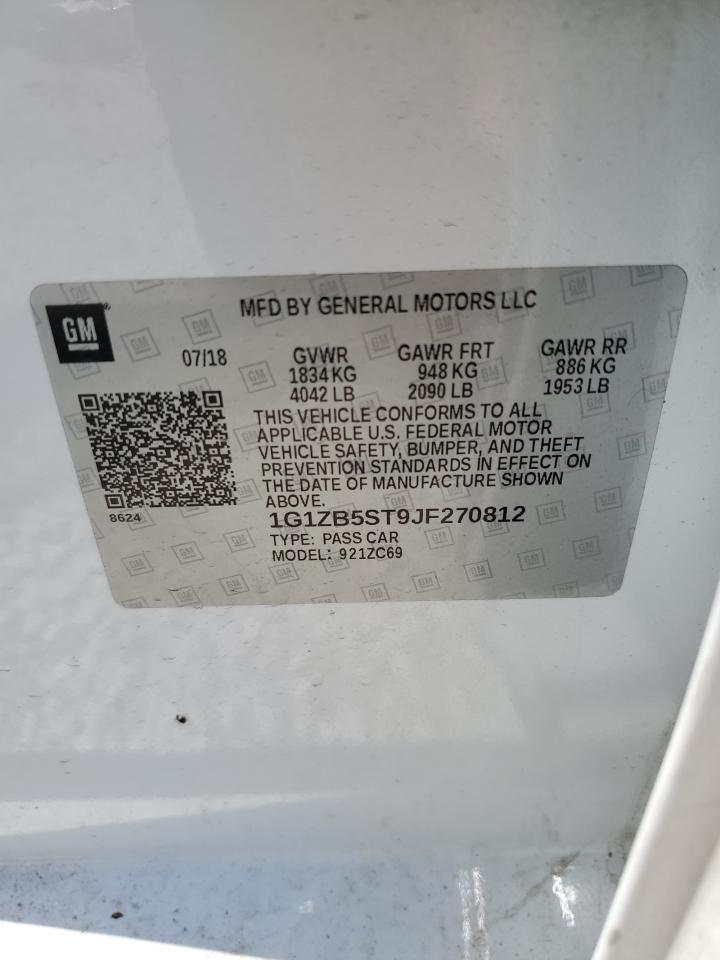 GM
MFD BY GENERAL MOTORS LLC
07/18 GVWR GAWR FRT GAWR RR
1834 KG 948 KG 886 KG
4042 LB 2090 LB 1953 LB
THIS VEHICLE CONFORMS TO ALL
APPLICABLE U.S. FEDERAL MOTOR
VEHICLE SAFETY, BUMPER, AND THEFT
PREVENTION STANDARDS IN EFFECT ON
THE DATE OF MANUFACTURE SHOWN
ABOVE.
8624
1G1ZB5ST9JF270812
TYPE: PASS CAR
MODEL: 921ZC69